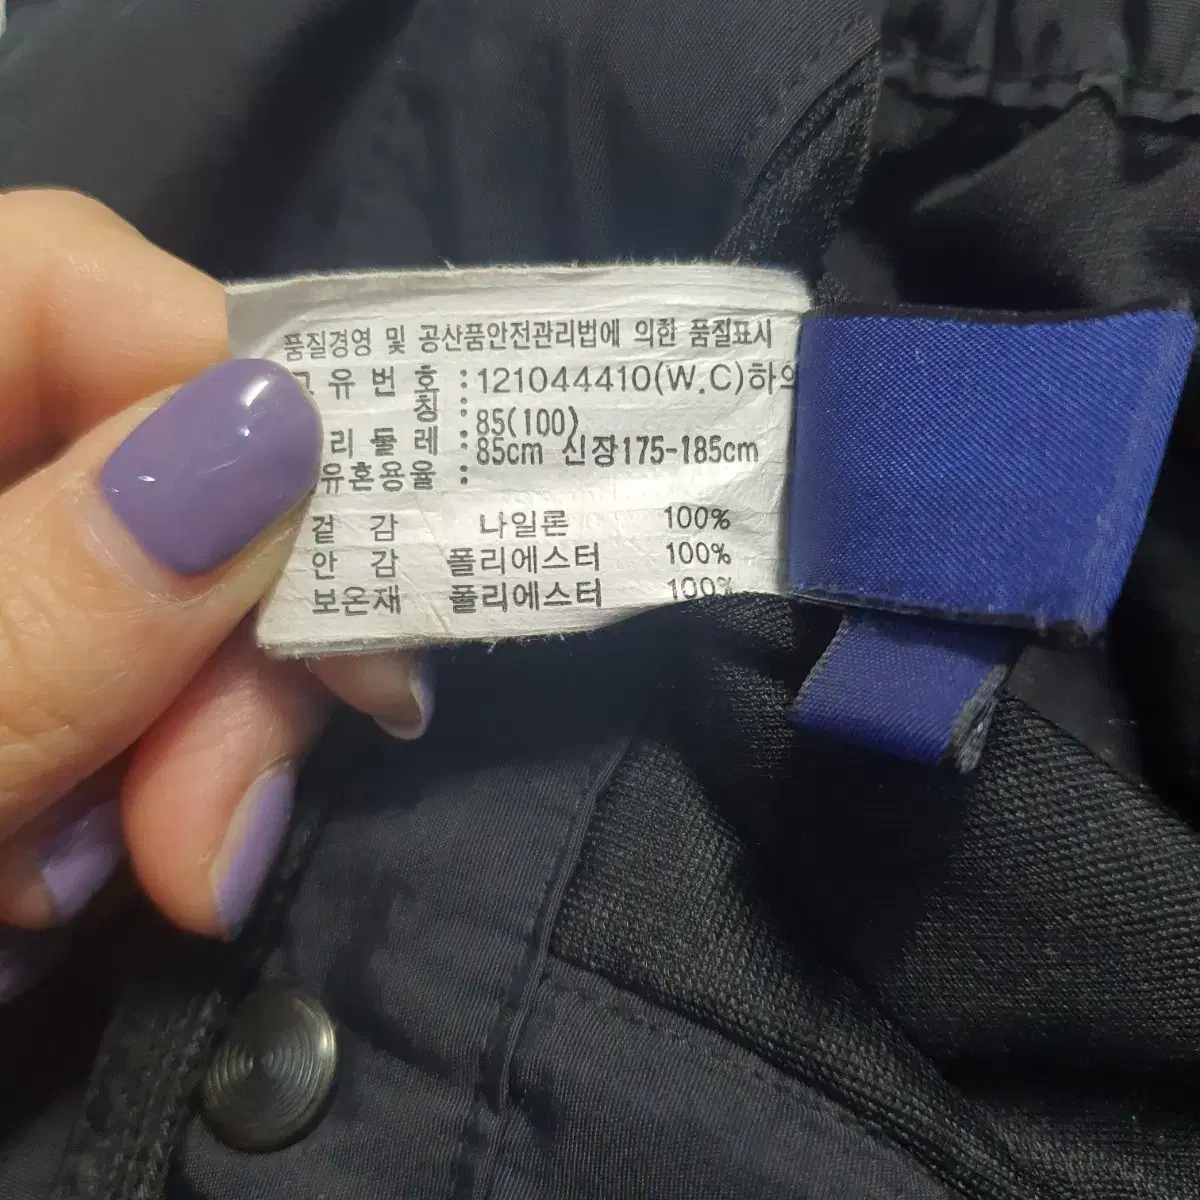 품질경영 및 공산품안전관리법에 의한 품질표시
유 번 호 : 121044410(W.C)하의
칭 : 85(100)
리 둘 레 : 85cm 신장175-185cm
유혼용율 :
겉 감 나일론 100%
안 감 폴리에스터 100%
보온재 폴리에스터 100%